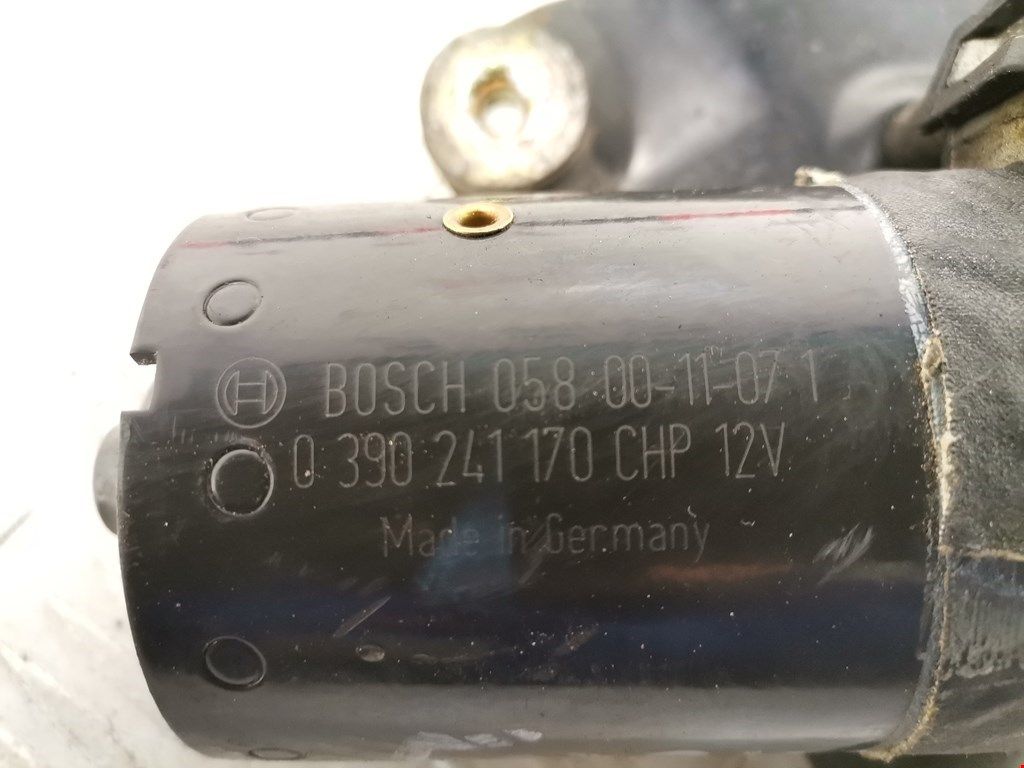 BOSCH 058 00-11-07 1
0 390 241 170 CHP 12V
Made in Germany